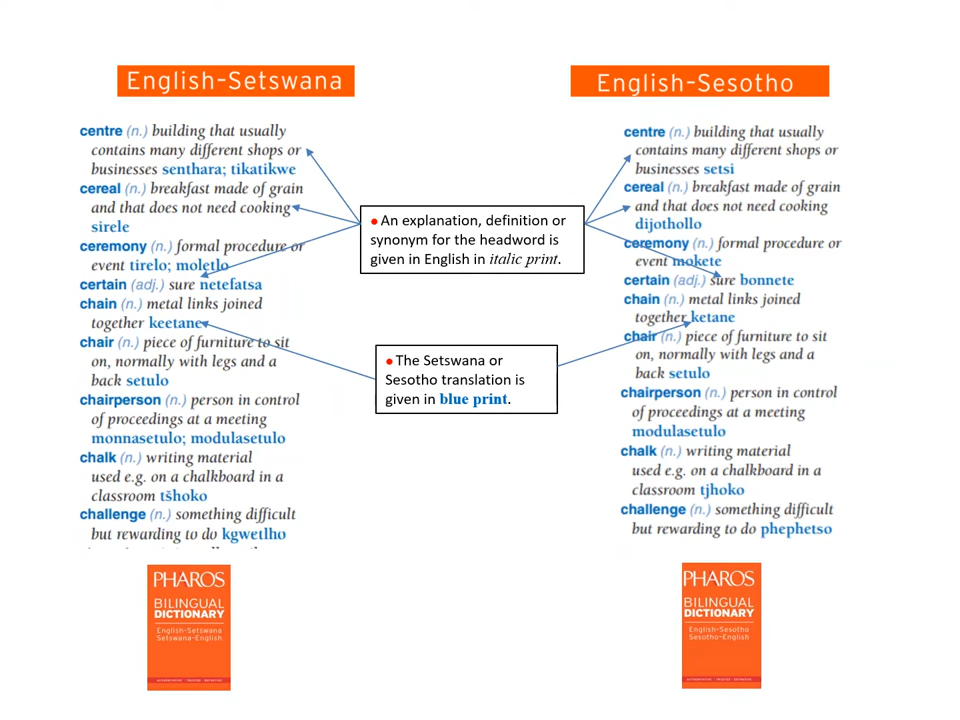 English-Setswana
centre (n.) building that usually
contains many different shops or
businesses senthara; tikatikwe
cereal (n.) breakfast made of grain
and that does not need cooking
sirele
ceremony (n.) formal procedure or
event tirelo; moletlo
certain (adj.) sure netefatsa
chain (n.) metal links joined
together keetane
chair (n.) piece of furniture to sit
on, normally with legs and a
back setulo
chairperson (n.) person in control
of proceedings at a meeting
monnasetulo; modulasetulo
chalk (n.) writing material
used e.g. on a chalkboard in a
classroom tšhoko
challenge (n.) something difficult
but rewarding to do kgwetlho
PHAROS
BILINGUAL
DICTIONARY
English-Setswana
Setswana-English
• An explanation, definition or
synonym for the headword is
given in English in italic print.
• The Setswana or
Sesotho translation is
given in blue print.
English-Sesotho
centre (n.) building that usually
contains many different shops or
businesses setsi
cereal (n.) breakfast made of grain
and that does not need cooking
dijothollo
ceremony (n.) formal procedure or
event mokete
certain (adj.) sure bonnete
chain (n.) metal links joined
together ketane
chair (n.) piece of furniture to sit
on, normally with legs and a
back setulo
chairperson (n.) person in control
of proceedings at a meeting
modulasetulo
chalk (n.) writing material
used e.g. on a chalkboard in a
classroom tjhoko
challenge (n.) something difficult
but rewarding to do phephetso
PHAROS
BILINGUAL
DICTIONARY
English-Sesotho
Sesotho-English